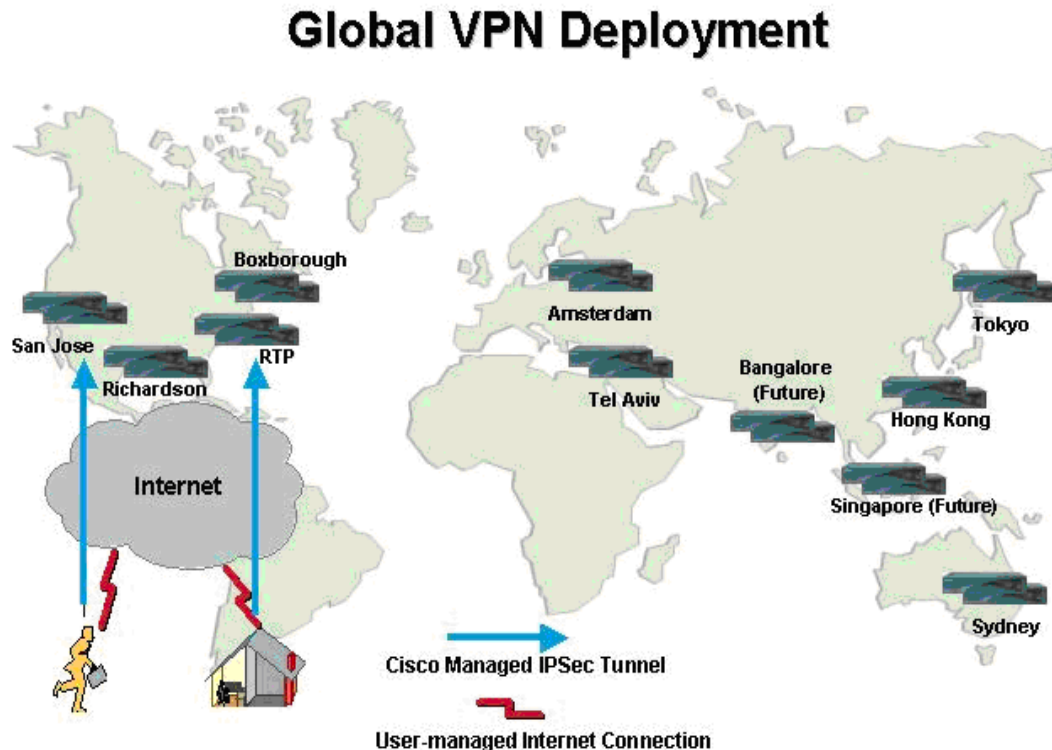 Global VPN Deployment
Boxborough
San Jose
RTP
Richardson
Amsterdam
Tel Aviv
Bangalore
(Future)
Tokyo
Hong Kong
Singapore (Future)
Sydney
Internet
Cisco Managed IPSec Tunnel
User-managed Internet Connection